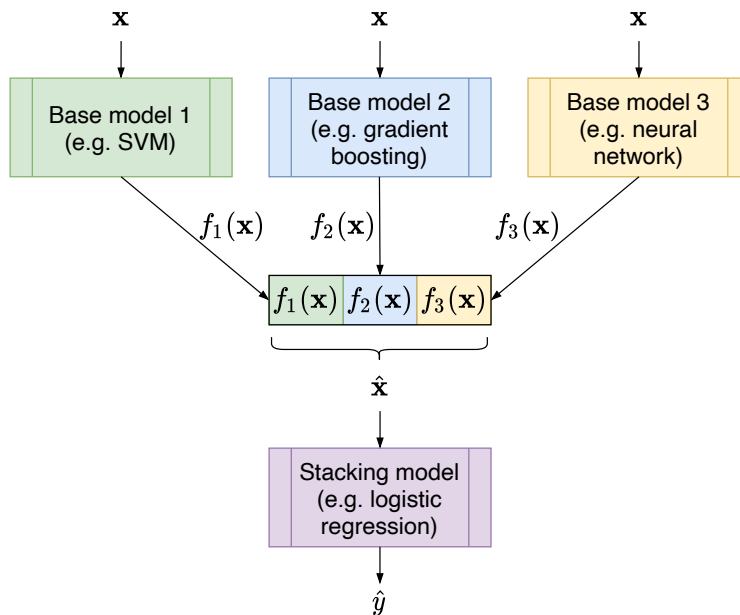 x x x
Base model 1
(e.g. SVM)
Base model 2
(e.g. gradient
boosting)
Base model 3
(e.g. neural
network)
f₁(x) f₂(x) f₃(x)
f₁(x) f₂(x) f₃(x)
x̂
Stacking model
(e.g. logistic
regression)
ŷ